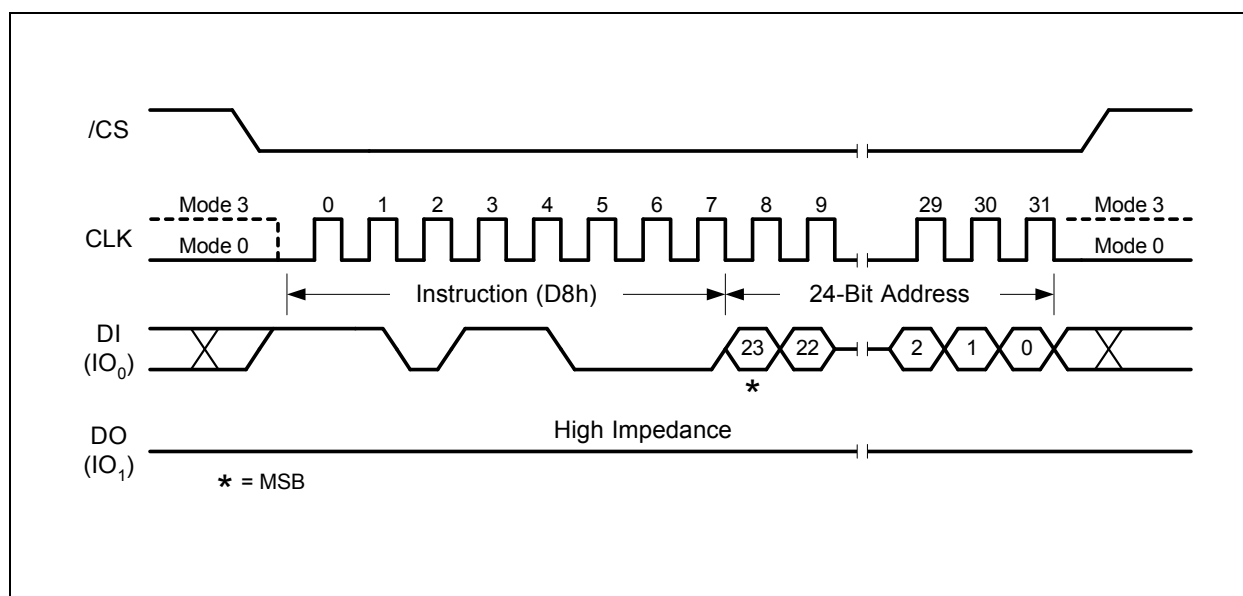 /CS
Mode 3 0 1 2 3 4 5 6 7 8 9 29 30 31 Mode 3
CLK
Mode 0 Mode 0
Instruction (D8h) 24-Bit Address
DI
(IO₀)
23 22 2 1 0
*
High Impedance
DO
(IO₁)
* = MSB